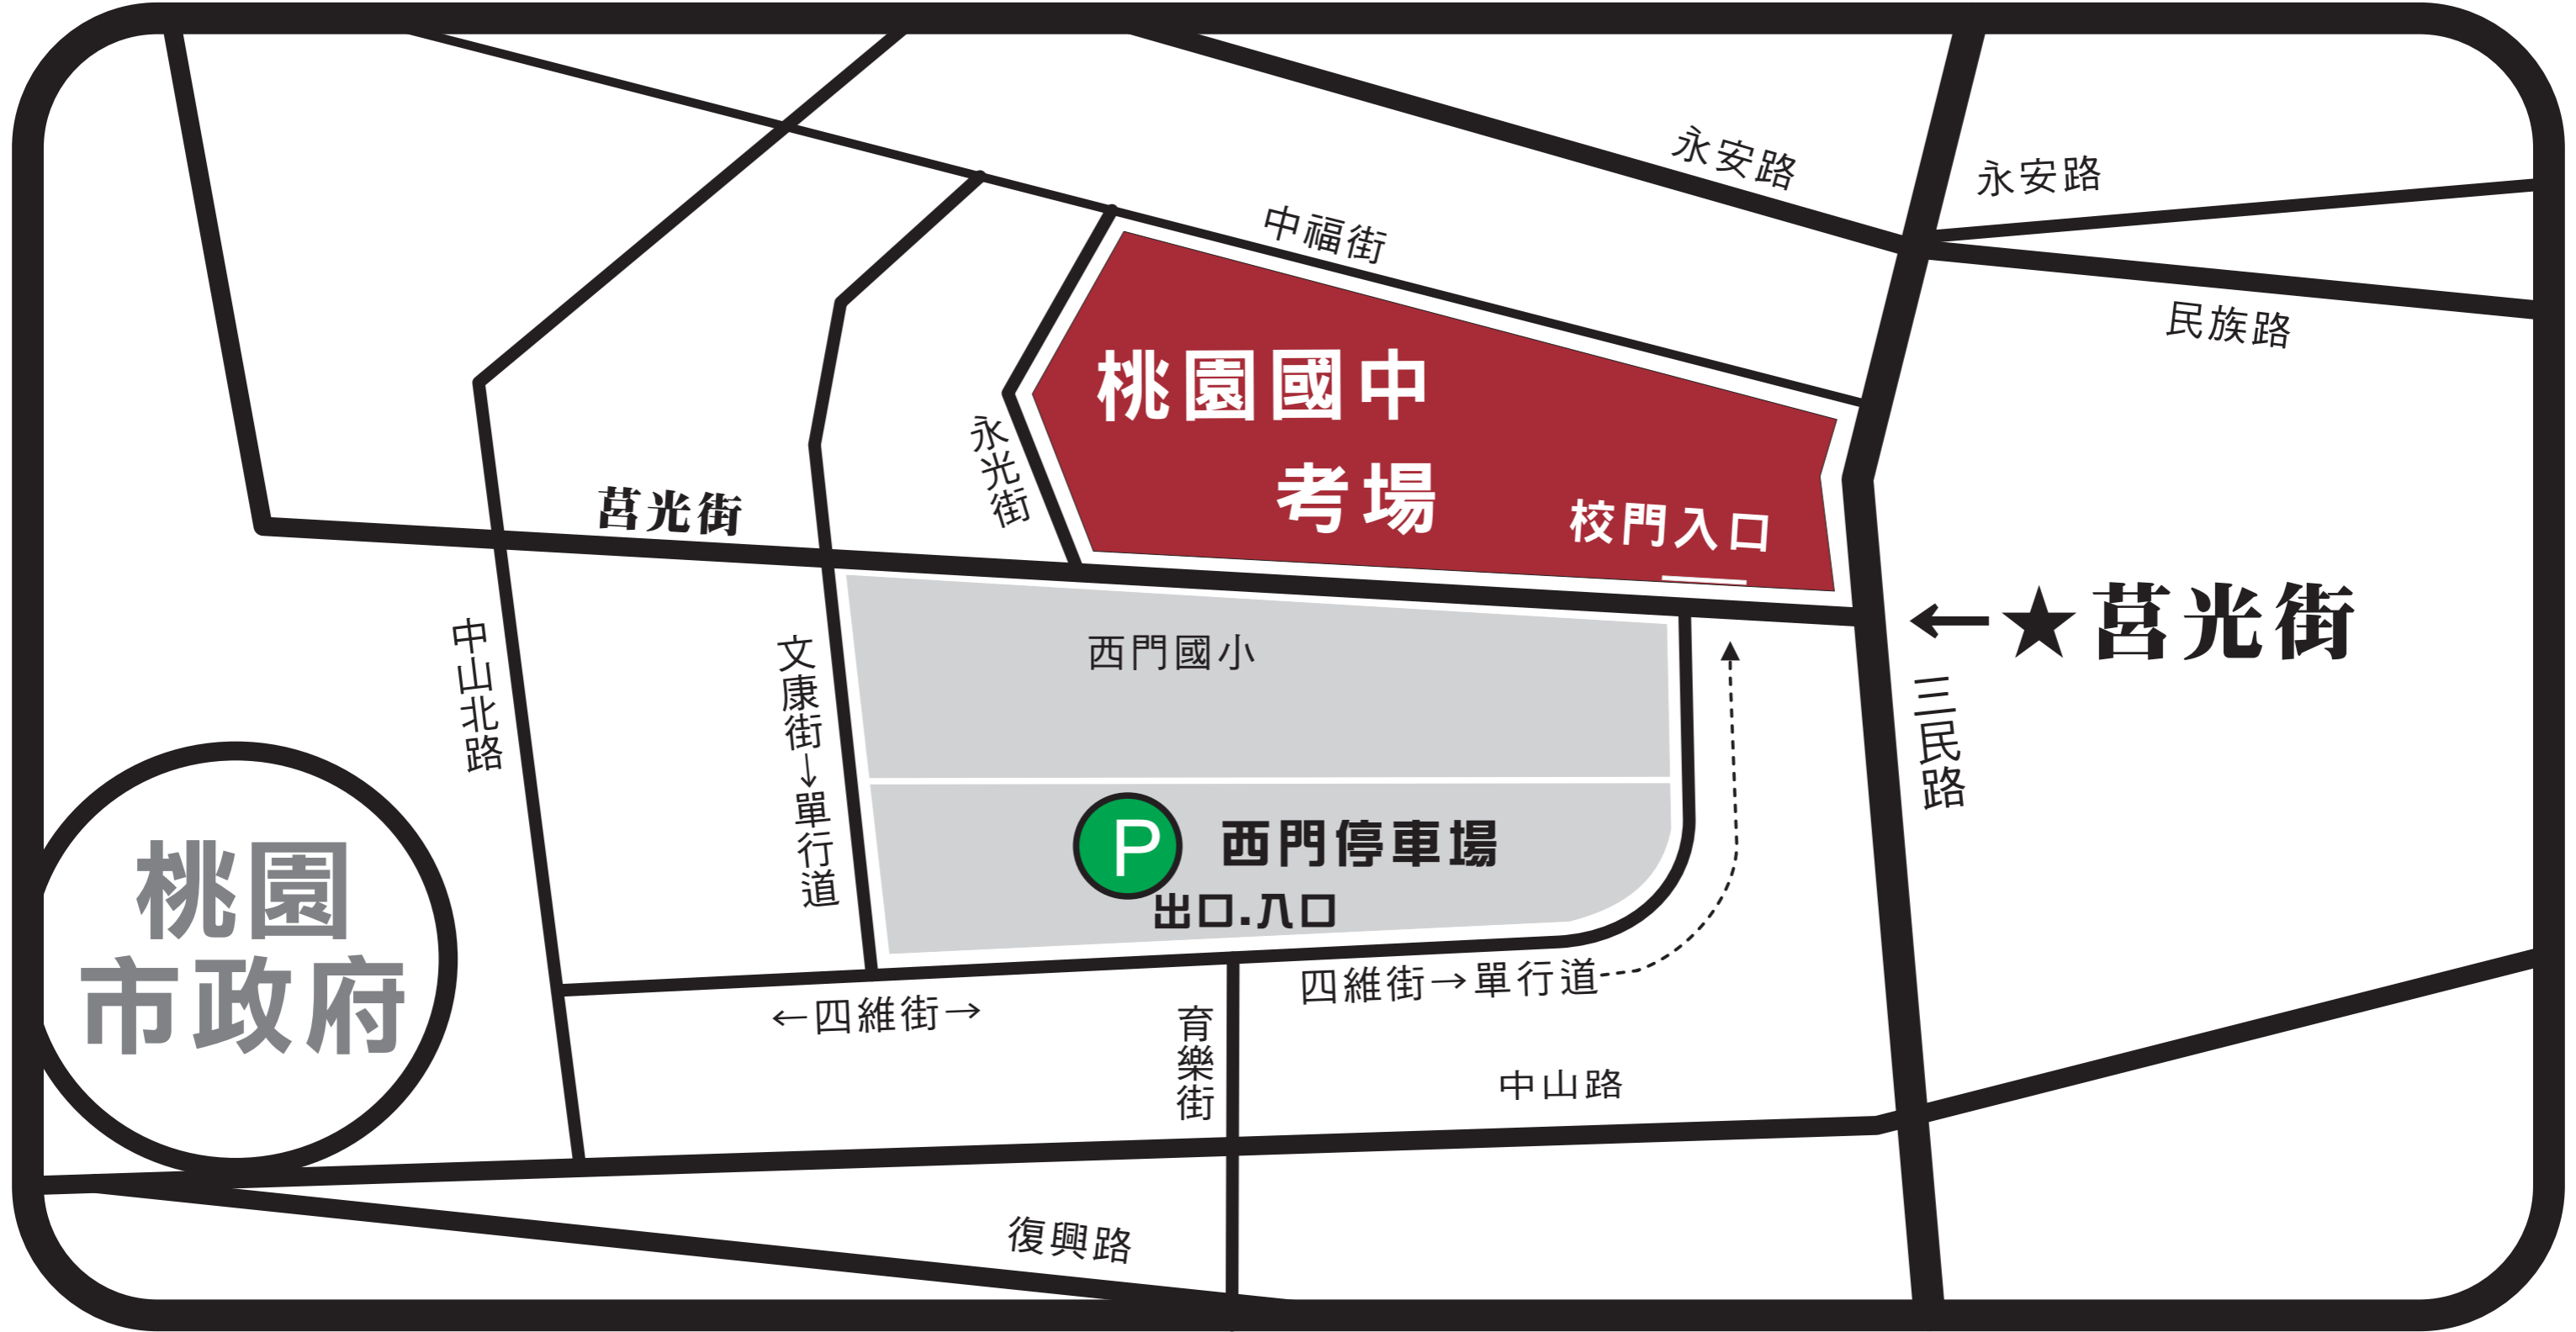 永安路
永安路
中福街
民族路
桃園國中
考場
校門入口
永光街
莒光街
←★莒光街
西門國小
中山北路
文康街→單行道
三民路
P 西門停車場
出口.入口
桃園
市政府
四維街→單行道
←四維街→
育樂街
中山路
復興路